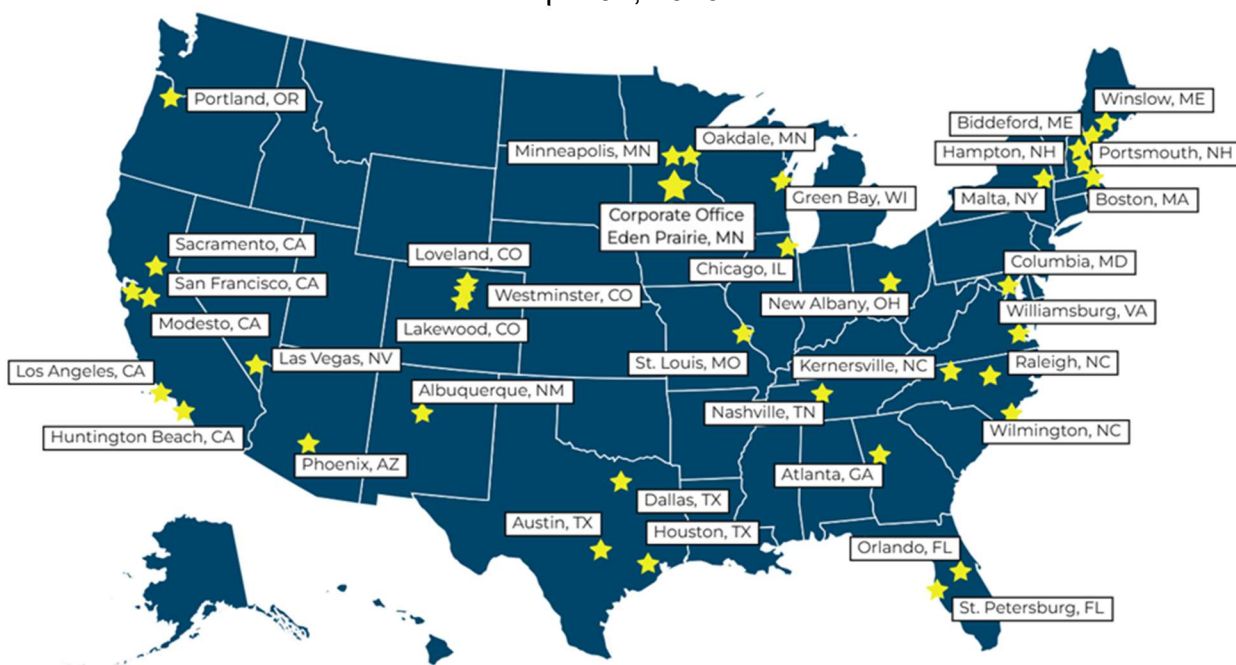 Portland, OR
Winslow, ME
Biddeford, ME
Oakdale, MN
Minneapolis, MN
Hampton, NH
Portsmouth, NH
Green Bay, WI
Malta, NY
Boston, MA
Corporate Office
Eden Prairie, MN
Sacramento, CA
Loveland, CO
Columbia, MD
Chicago, IL
San Francisco, CA
Westminster, CO
New Albany, OH
Williamsburg, VA
Modesto, CA
Lakewood, CO
Las Vegas, NV
St. Louis, MO
Kernersville, NC
Raleigh, NC
Los Angeles, CA
Albuquerque, NM
Nashville, TN
Huntington Beach, CA
Wilmington, NC
Phoenix, AZ
Atlanta, GA
Dallas, TX
Austin, TX
Houston, TX
Orlando, FL
St. Petersburg, FL